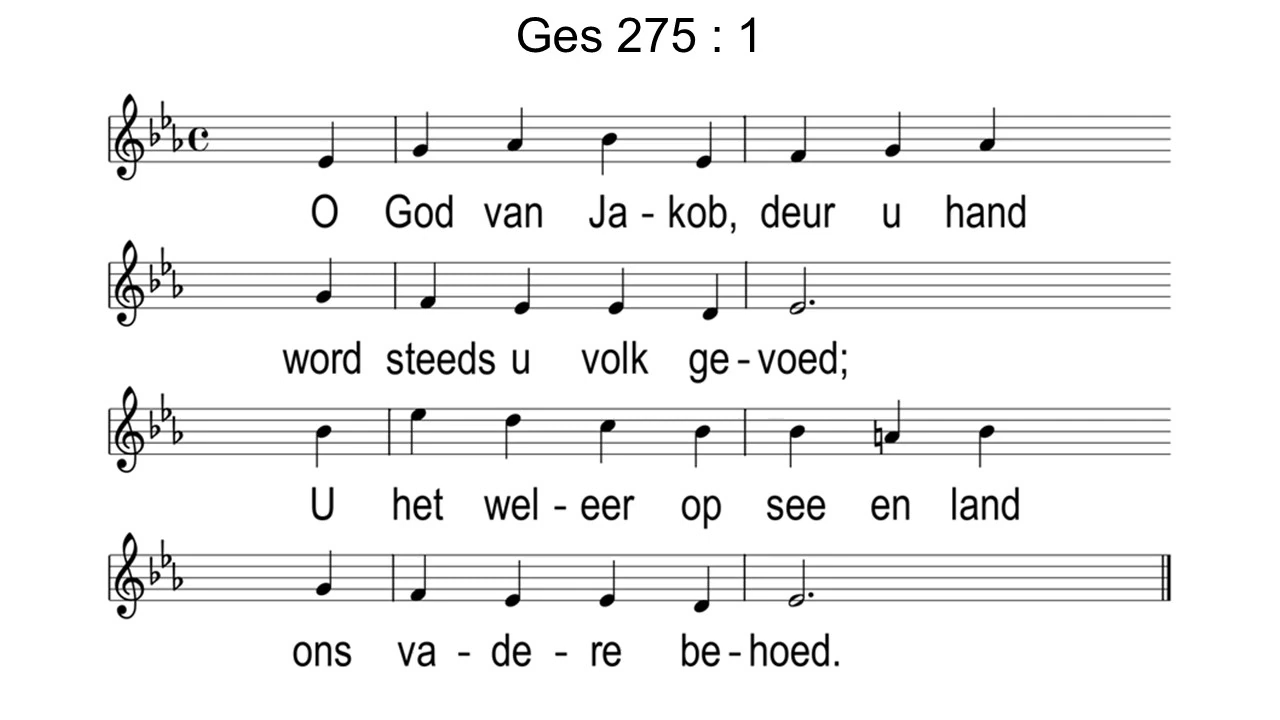 Ges 275 : 1
O God van Ja - kob, deur u hand
word steeds u volk ge - voed;
U het wel - eer op see en land
ons va - de - re be - hoed.